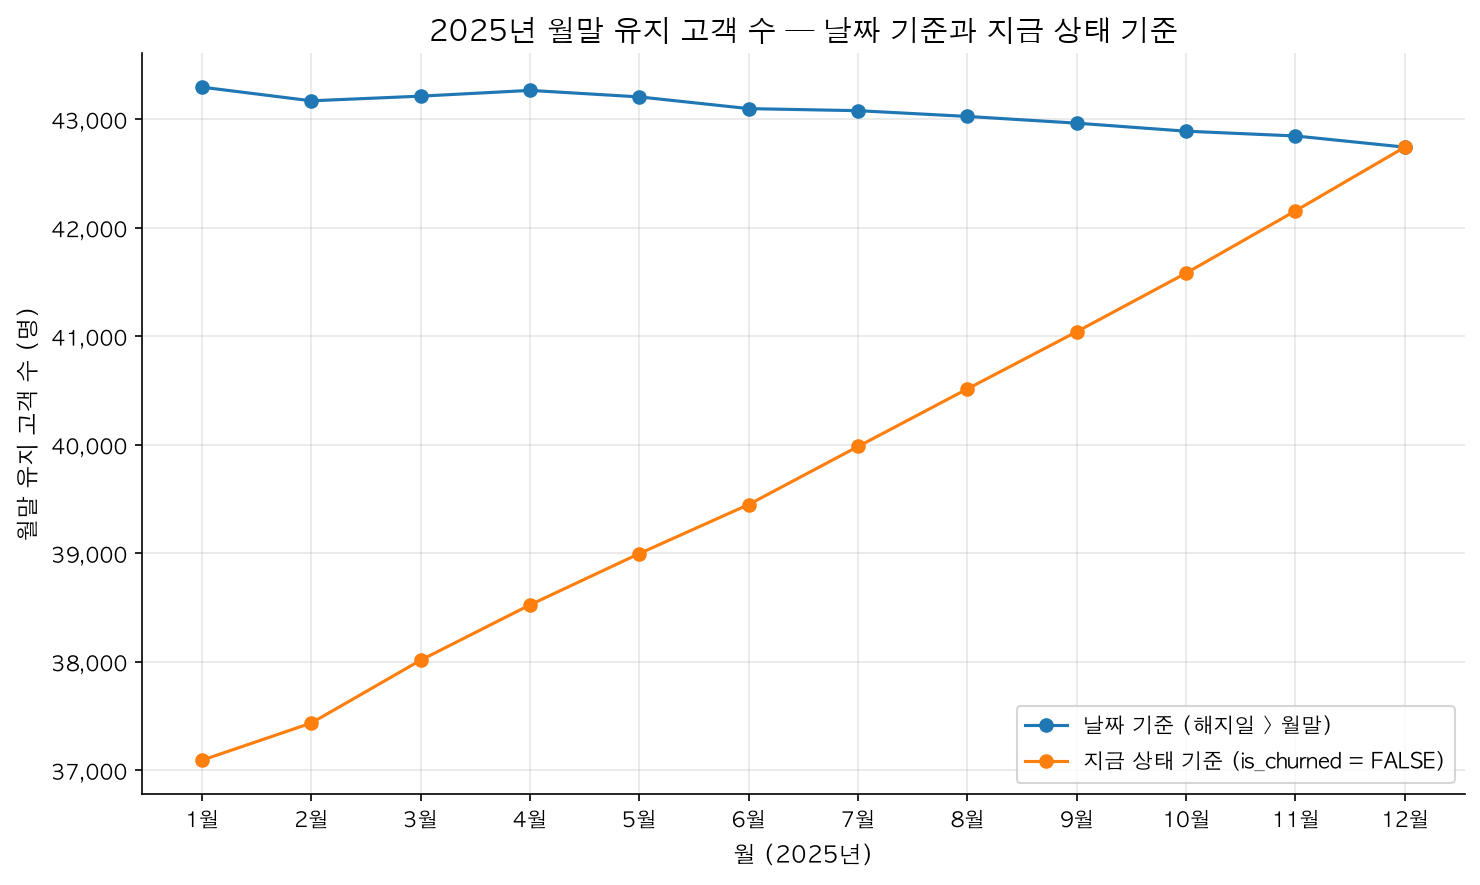 2025년 월말 유지 고객 수 — 날짜 기준과 지금 상태 기준
월말 유지 고객 수 (명)
43,000
42,000
41,000
40,000
39,000
38,000
37,000
날짜 기준 (해지일 > 월말)
지금 상태 기준 (is_churned = FALSE)
1월 2월 3월 4월 5월 6월 7월 8월 9월 10월 11월 12월
월 (2025년)